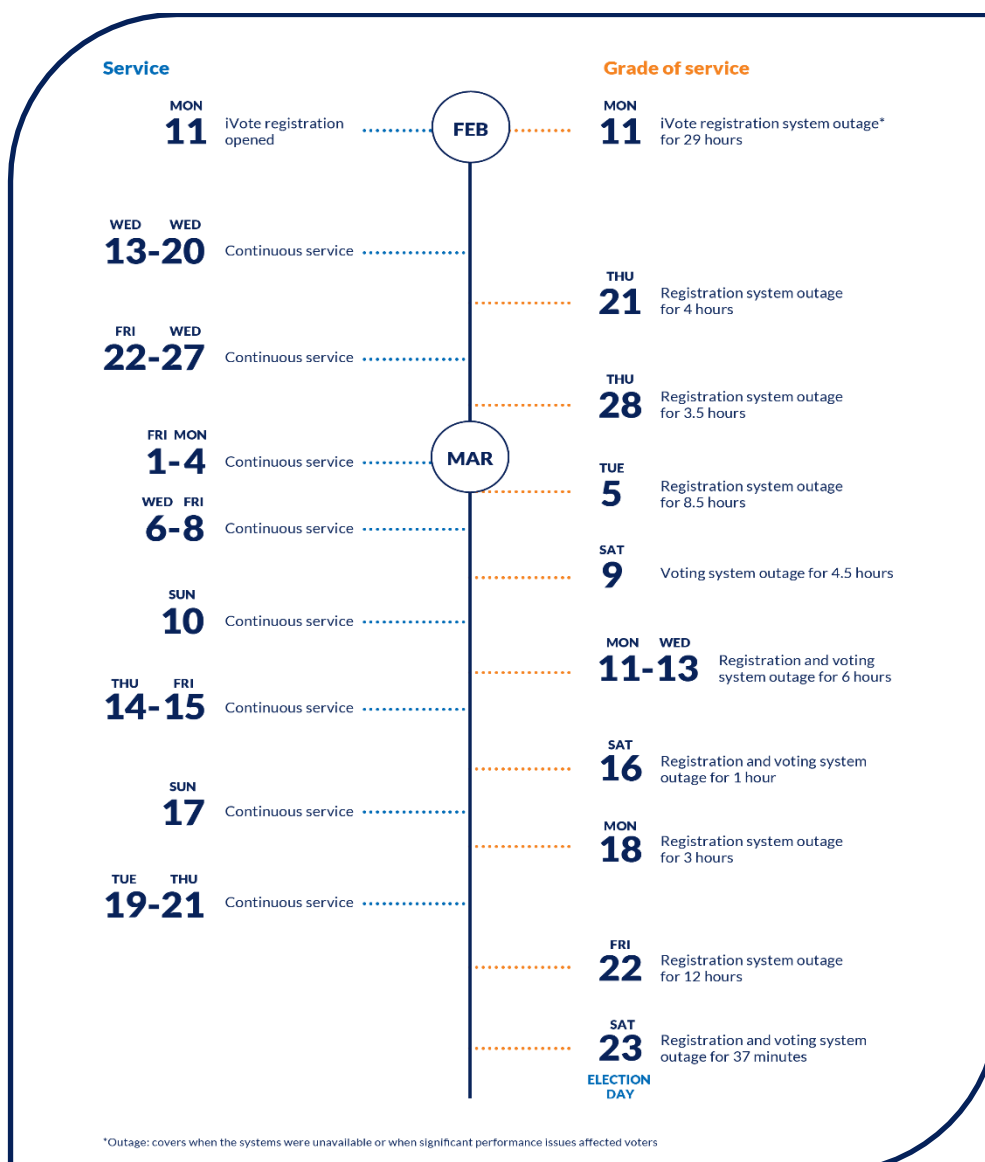 Service
Grade of service
MON
11
iVote registration
opened
FEB
MON
11
iVote registration system outage*
for 29 hours
WED WED
13-20
Continuous service
THU
21
Registration system outage
for 4 hours
FRI WED
22-27
Continuous service
THU
28
Registration system outage
for 3.5 hours
FRI MON
1-4
Continuous service
MAR
TUE
5
Registration system outage
for 8.5 hours
WED FRI
6-8
Continuous service
SAT
9
Voting system outage for 4.5 hours
SUN
10
Continuous service
MON WED
11-13
Registration and voting
system outage for 6 hours
THU FRI
14-15
Continuous service
SAT
16
Registration and voting system
outage for 1 hour
SUN
17
Continuous service
MON
18
Registration system outage
for 3 hours
TUE THU
19-21
Continuous service
FRI
22
Registration system outage
for 12 hours
SAT
23
Registration and voting system
outage for 37 minutes
ELECTION
DAY
*Outage: covers when the systems were unavailable or when significant performance issues affected voters